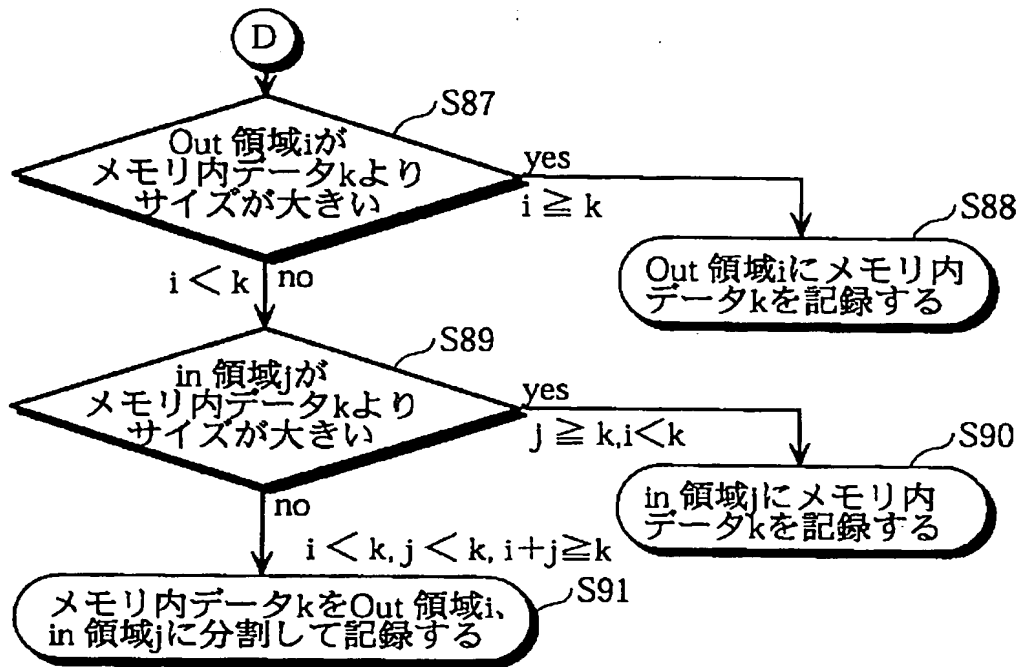 D
S87
Out 領域iが
メモリ内データkより
サイズが大きい
yes
i ≧ k
S88
Out 領域iにメモリ内
データkを記録する
i < k
no
S89
in 領域jが
メモリ内データkより
サイズが大きい
yes
j ≧ k,i<k
S90
in 領域jにメモリ内
データkを記録する
no
i < k, j < k, i+j≧k
S91
メモリ内データkをOut 領域i、
in 領域jに分割して記録する